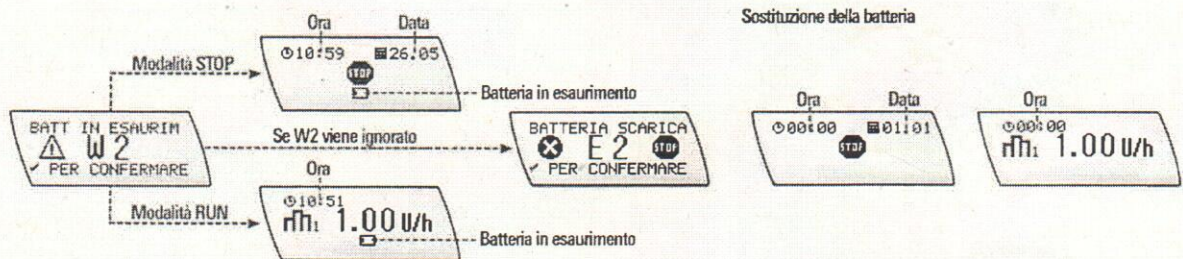 Sostituzione della batteria
Ora
Data
10:59
26.05
STOP
Modalità STOP
Batteria in esaurimento
BATT IN ESAURIM
W2
✓ PER CONFERMARE
Se W2 viene ignorato
BATTERIA SCARICA
E2
STOP
✓ PER CONFERMARE
Ora
Data
00:00
01.01
STOP
Ora
00:00
1 1.00 U/h
Modalità RUN
Ora
10:51
1 1.00 U/h
Batteria in esaurimento